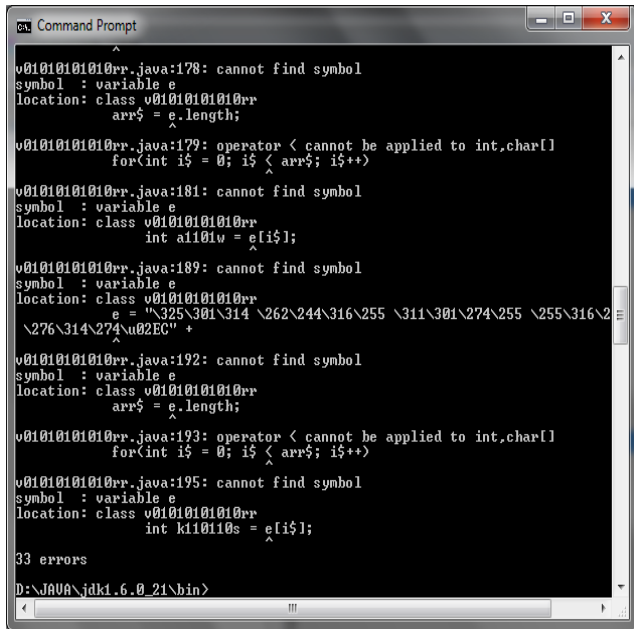 Command Prompt
^
v01010101010rr.java:178: cannot find symbol
symbol  : variable e
location: class v01010101010rr
            arr$ = e.length;
                   ^
v01010101010rr.java:179: operator < cannot be applied to int,char[]
            for(int i$ = 0; i$ < arr$; i$++)
                               ^
v01010101010rr.java:181: cannot find symbol
symbol  : variable e
location: class v01010101010rr
                int a1101w = e[i$];
                             ^
v01010101010rr.java:189: cannot find symbol
symbol  : variable e
location: class v01010101010rr
            e = "\325\301\314 \262\244\316\255 \311\301\274\255 \255\316\2
 \276\314\274\u02EC" +
            ^
v01010101010rr.java:192: cannot find symbol
symbol  : variable e
location: class v01010101010rr
            arr$ = e.length;
                   ^
v01010101010rr.java:193: operator < cannot be applied to int,char[]
            for(int i$ = 0; i$ < arr$; i$++)
                               ^
v01010101010rr.java:195: cannot find symbol
symbol  : variable e
location: class v01010101010rr
                int k110110s = e[i$];
                               ^
33 errors
D:\JAVA\jdk1.6.0_21\bin>